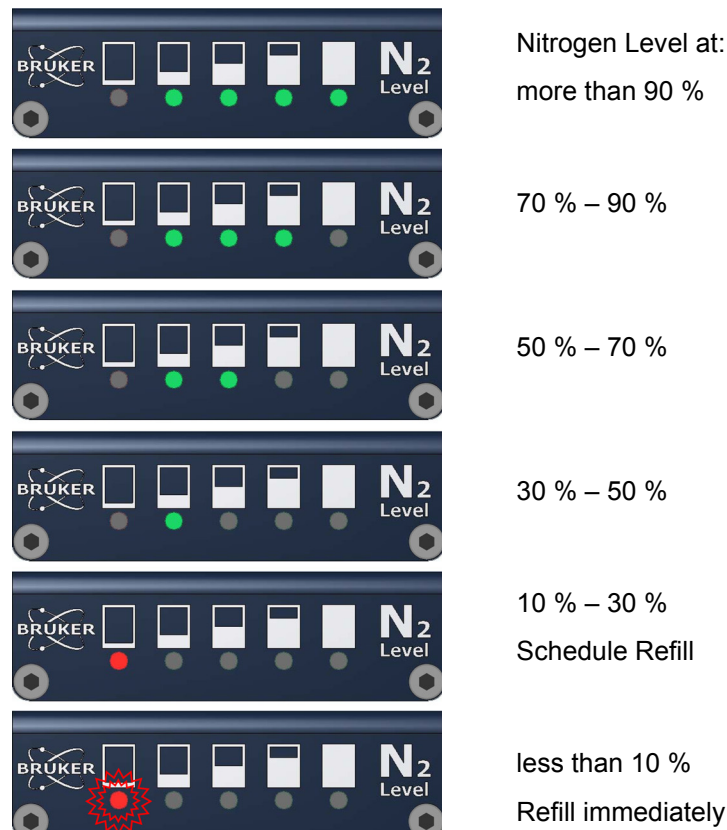 BRUKER N2 Level
Nitrogen Level at:
more than 90 %
BRUKER N2 Level
70 % – 90 %
BRUKER N2 Level
50 % – 70 %
BRUKER N2 Level
30 % – 50 %
BRUKER N2 Level
10 % – 30 %
Schedule Refill
BRUKER N2 Level
less than 10 %
Refill immediately